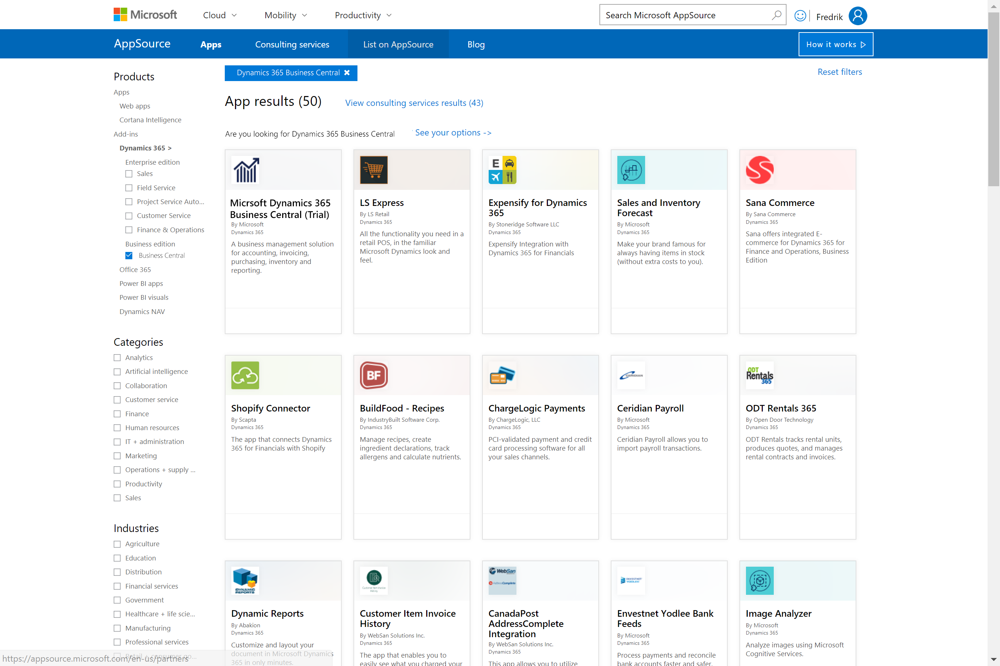 Microsoft
Cloud
Mobility
Productivity
Search Microsoft AppSource
Fredrik
AppSource
Apps
Consulting services
List on AppSource
Blog
How it works
Products
Apps
Web apps
Cortana Intelligence
Add-ins
Dynamics 365 >
Enterprise edition
Sales
Field Service
Project Service Auto...
Customer Service
Finance & Operations
Business edition
Business Central
Office 365
Power BI apps
Power BI visuals
Dynamics NAV
Categories
Analytics
Artificial intelligence
Collaboration
Customer service
Finance
Human resources
IT + administration
Marketing
Operations + supply ...
Productivity
Sales
Industries
Agriculture
Education
Distribution
Financial services
Government
Healthcare + life scie...
Manufacturing
Professional services
Retail + consumer go...
https://appsource.microsoft.com/en-us/partners
Dynamics 365 Business Central
Reset filters
App results (50)
View consulting services results (43)
Are you looking for Dynamics 365 Business Central
See your options ->
Micrsoft Dynamics 365
Business Central (Trial)
By Microsoft
Dynamics 365
A business management solution
for accounting, invoicing,
purchasing, inventory and
reporting.
LS Express
By LS Retail
Dynamics 365
All the functionality you need in a
retail POS, in the familiar
Microsoft Dynamics look and
feel.
E
Expensify for Dynamics
365
By Stoneridge Software LLC
Dynamics 365
Expensify Integration with
Dynamics 365 for Financials
Sales and Inventory
Forecast
By Microsoft
Dynamics 365
Make your brand famous for
always having items in stock
(without extra costs to you).
Sana Commerce
By Sana Commerce
Dynamics 365
Sana offers integrated E-
commerce for Dynamics 365 for
Finance and Operations, Business
Edition
Shopify Connector
By Scapta
Dynamics 365
The app that connects Dynamics
365 for Financials with Shopify
BF
BuildFood - Recipes
By IndustryBuilt Software Corp.
Dynamics 365
Manage recipes, create
ingredient declarations, track
allergens and calculate nutrients.
ChargeLogic Payments
By ChargeLogic, LLC
Dynamics 365
PCI-validated payment and credit
card processing software for all
your sales channels.
CERIDIAN
Ceridian Payroll
By Microsoft
Dynamics 365
Ceridian Payroll allows you to
import payroll transactions.
ODT
Rentals
365
ODT Rentals 365
By Open Door Technology
Dynamics 365
ODT Rentals tracks rental units,
produces quotes, and manages
rental contracts and invoices.
DYNAMIC
REPORTS
Dynamic Reports
By Abakion
Dynamics 365
Customize and layout your
document in Microsoft Dynamics
365 in only minutes.
Customer Item Invoice
History
Customer Item Invoice
History
By WebSan Solutions Inc.
Dynamics 365
The app that enables you to
easily see what you charged your
WebSan
AddressComplete
CanadaPost
AddressComplete
Integration
By WebSan Solutions Inc.
Dynamics 365
This app allows you to utilize
ENVESTNET
YODLEE
Envestnet Yodlee Bank
Feeds
By Microsoft
Dynamics 365
Process payments and reconcile
bank accounts faster and safer.
Image Analyzer
By Microsoft
Dynamics 365
Analyze images using Microsoft
Cognitive Services.